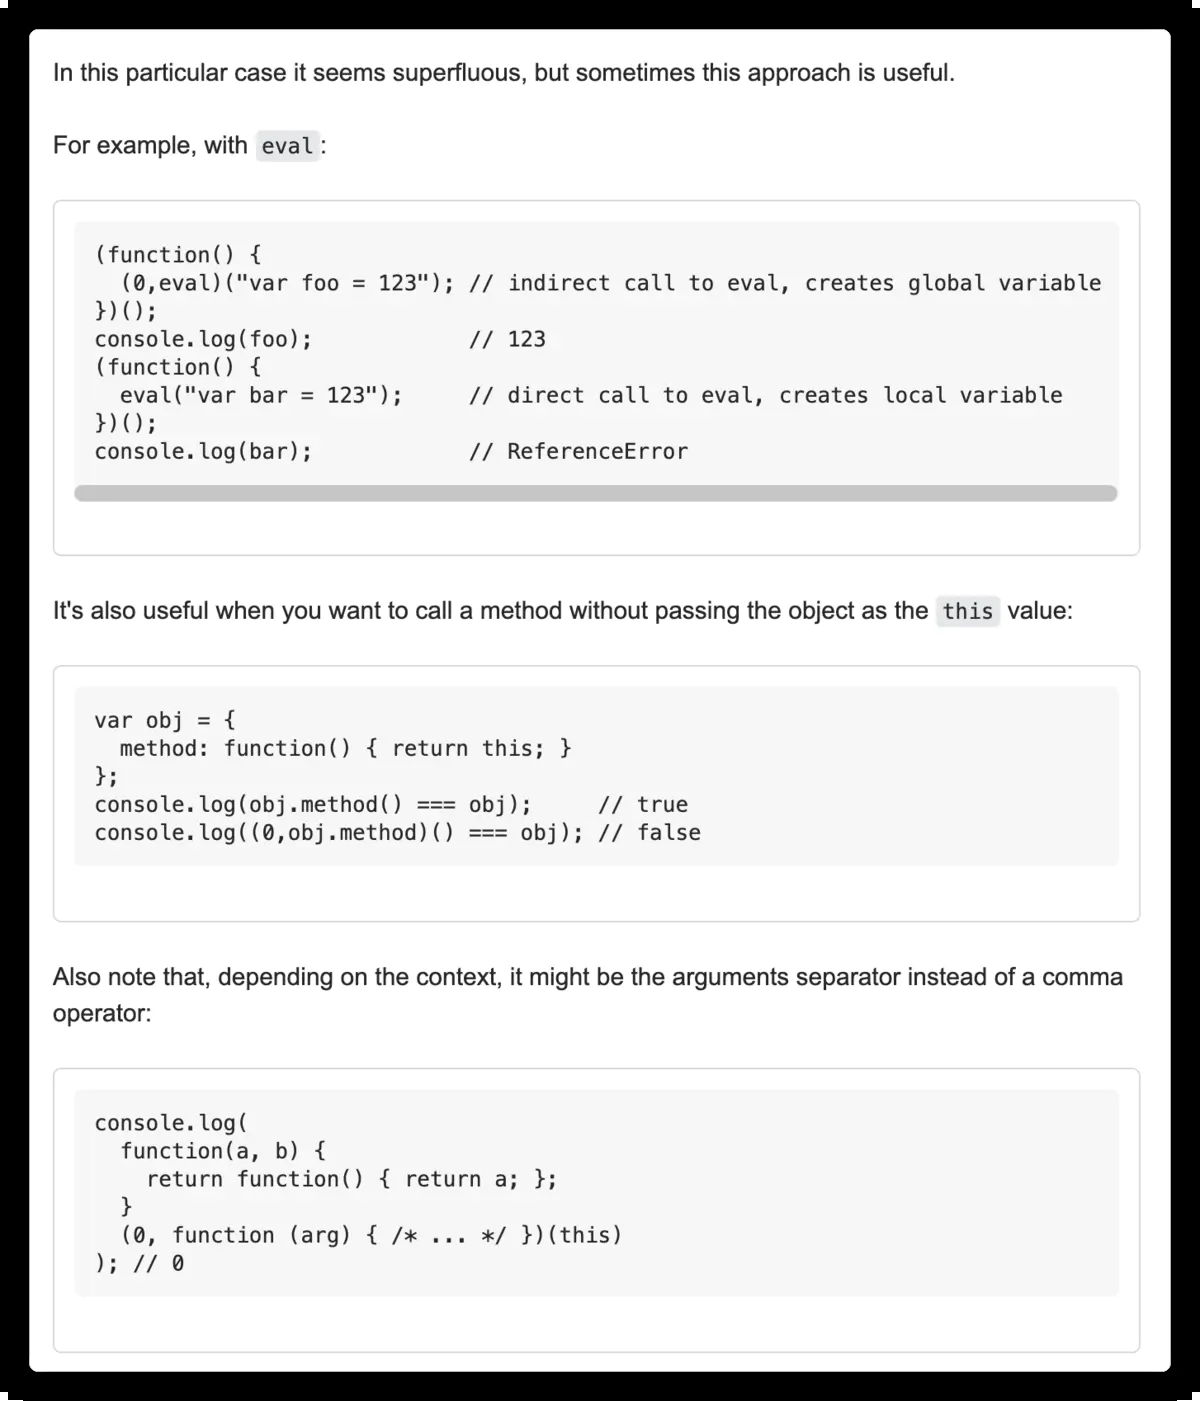 In this particular case it seems superfluous, but sometimes this approach is useful.
For example, with eval:
(function() {
  (0,eval)("var foo = 123"); // indirect call to eval, creates global variable
})();
console.log(foo);            // 123
(function() {
  eval("var bar = 123");     // direct call to eval, creates local variable
})();
console.log(bar);            // ReferenceError
It's also useful when you want to call a method without passing the object as the this value:
var obj = {
  method: function() { return this; }
};
console.log(obj.method() === obj);     // true
console.log((0,obj.method)() === obj); // false
Also note that, depending on the context, it might be the arguments separator instead of a comma
operator:
console.log(
  function(a, b) {
    return function() { return a; };
  }
  (0, function (arg) { /* ... */ })(this)
); // 0